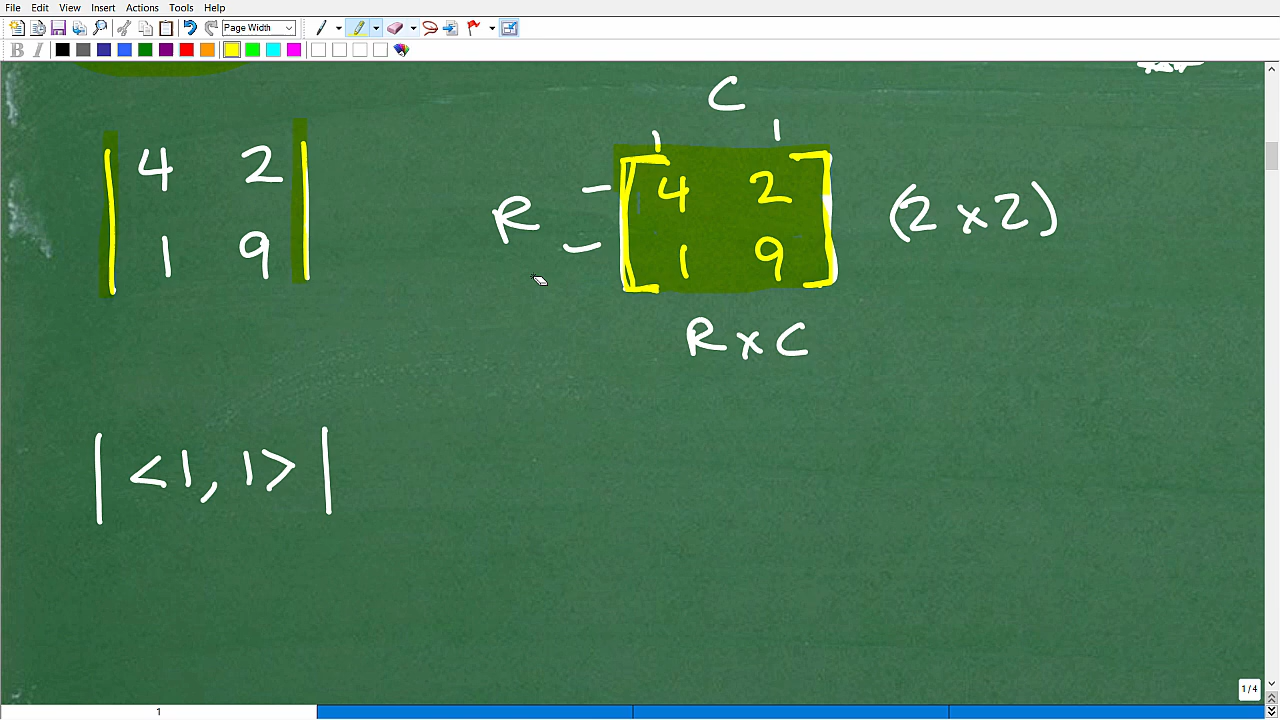 File Edit View Insert Actions Tools Help
Page Width
B I
C
4 2
1 9
R
4 2
1 9
(2 x 2)
R x C
| <1, 1> |
1/4
1